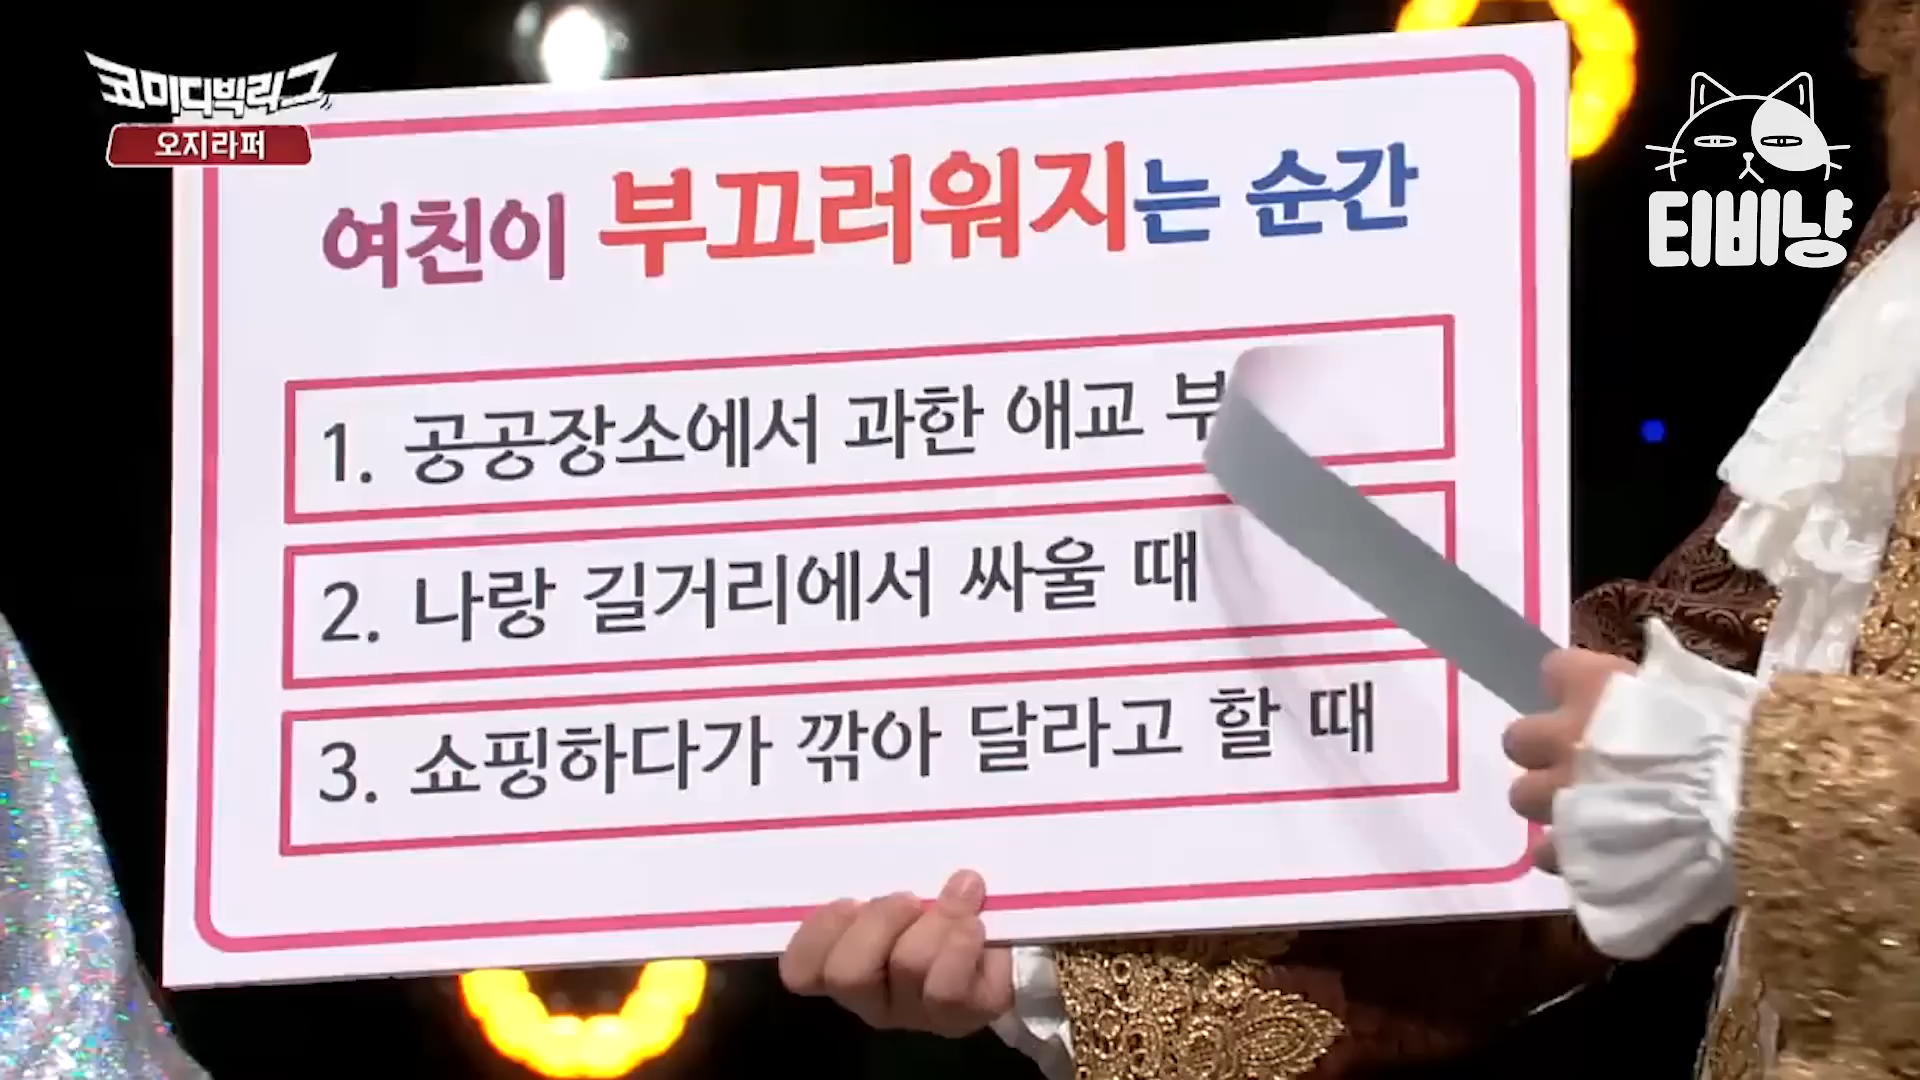 코미디빅리그
오지라퍼
티비냥
여친이 부끄러워지는 순간
1. 공공장소에서 과한 애교
2. 나랑 길거리에서 싸울 때
3. 쇼핑하다가 깎아 달라고 할 때